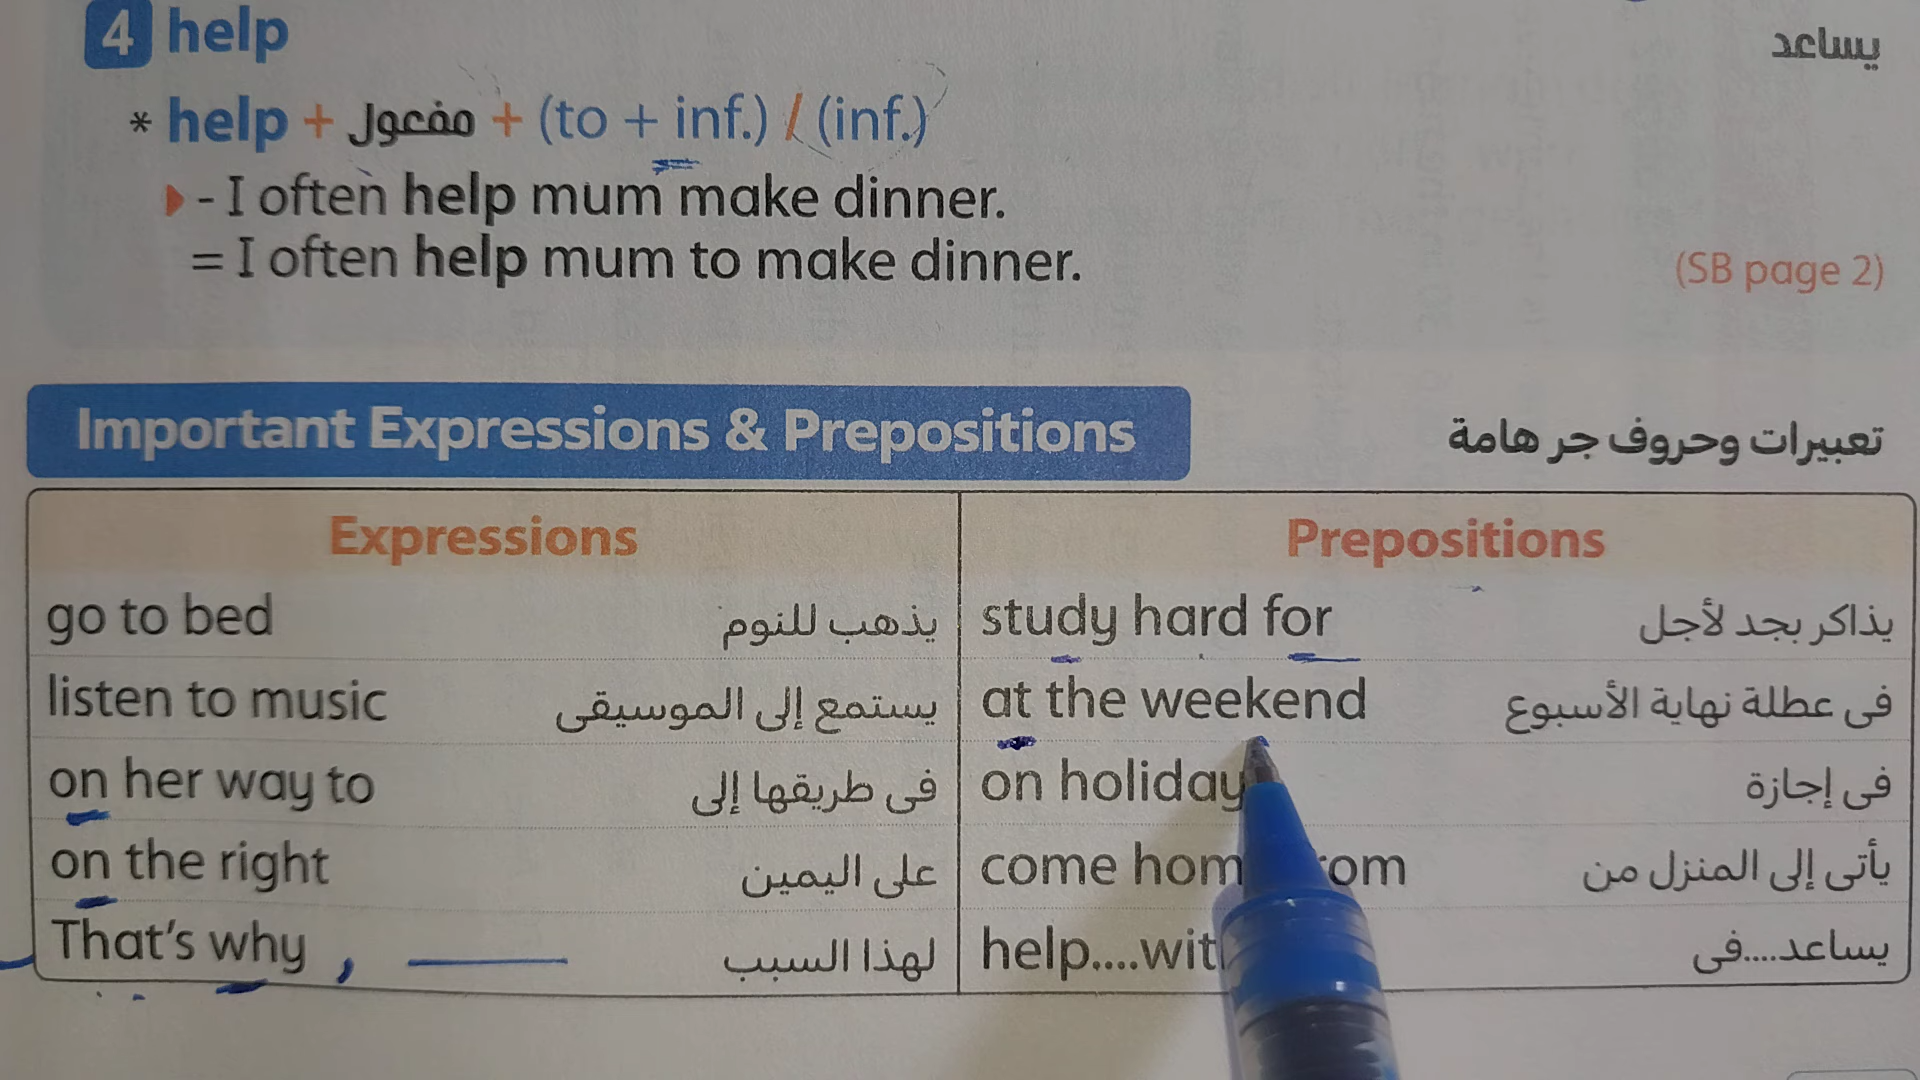 4 help يساعد
* help + مفعول + (to + inf.) / (inf.)
- I often help mum make dinner.
= I often help mum to make dinner.
(SB page 2)
Important Expressions & Prepositions تعبيرات وحروف جر هامة
Expressions Prepositions
go to bed يذهب للنوم study hard for يذاكر بجد لأجل
listen to music يستمع إلى الموسيقى at the weekend فى عطلة نهاية الأسبوع
on her way to فى طريقها إلى on holiday فى إجازة
on the right على اليمين come يأتى إلى المنزل من
That's why , لهذا السبب help.... يساعد....فى